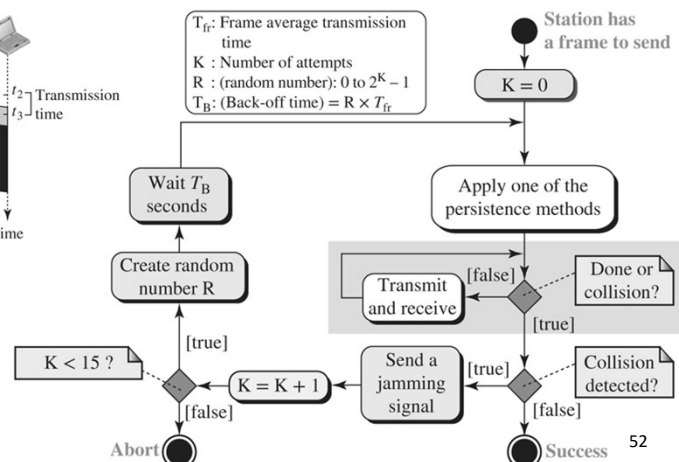 T_fr: Frame average transmission
time
K : Number of attempts
R : (random number): 0 to 2^K – 1
T_B: (Back-off time) = R × T_fr
Station has
a frame to send
K = 0
t_2
t_3
Transmission
time
Wait T_B
seconds
Apply one of the
persistence methods
Create random
number R
[false]
Transmit
and receive
Done or
collision?
[true]
[true]
K < 15 ?
K = K + 1
Send a
jamming
signal
[true]
Collision
detected?
[false]
[false]
Abort
Success
52